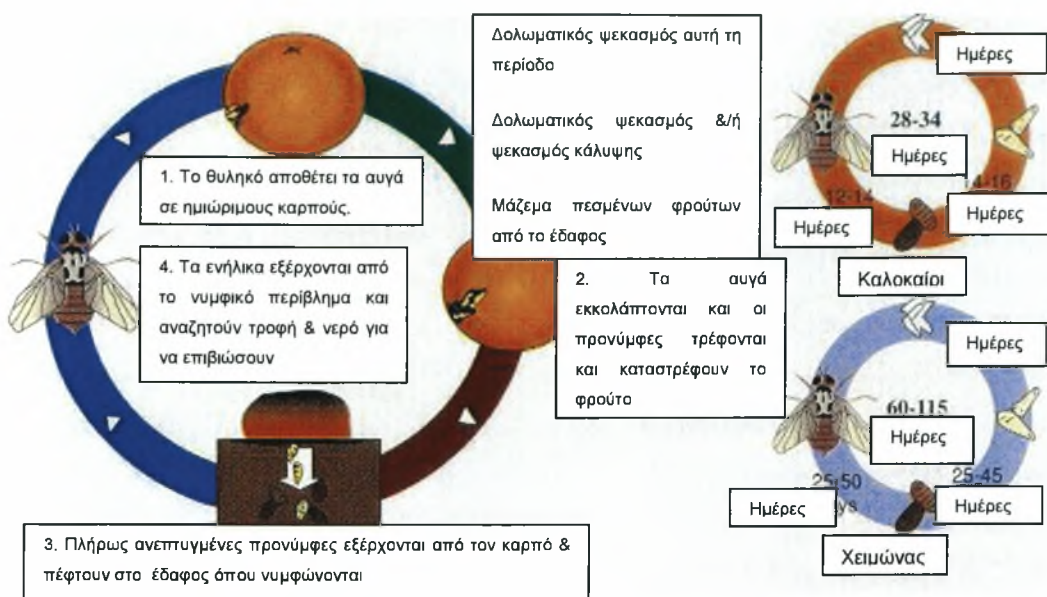 Δολωματικός ψεκασμός αυτή τη
περίοδο
Δολωματικός ψεκασμός &/ή
ψεκασμός κάλυψης
Μάζεμα πεσμένων φρούτων
από το έδαφος
1. Το θυληκό αποθέτει τα αυγά
σε ημιώριμους καρπούς.
4. Τα ενήλικα εξέρχονται από
το νυμφικό περίβλημα και
αναζητούν τροφή & νερό για
να επιβιώσουν
2. Τα αυγά
εκκολάπτονται και οι
προνύμφες τρέφονται
και καταστρέφουν το
φρούτο
3. Πλήρως ανεπτυγμένες προνύμφες εξέρχονται από τον καρπό &
πέφτουν στο έδαφος όπου νυμφώνονται
Ημέρες
28-34
Ημέρες
12-14
14-16
Ημέρες
Ημέρες
Καλοκαίρι
Ημέρες
60-115
Ημέρες
25-50
25-45
Ημέρες
Ημέρες
Χειμώνας